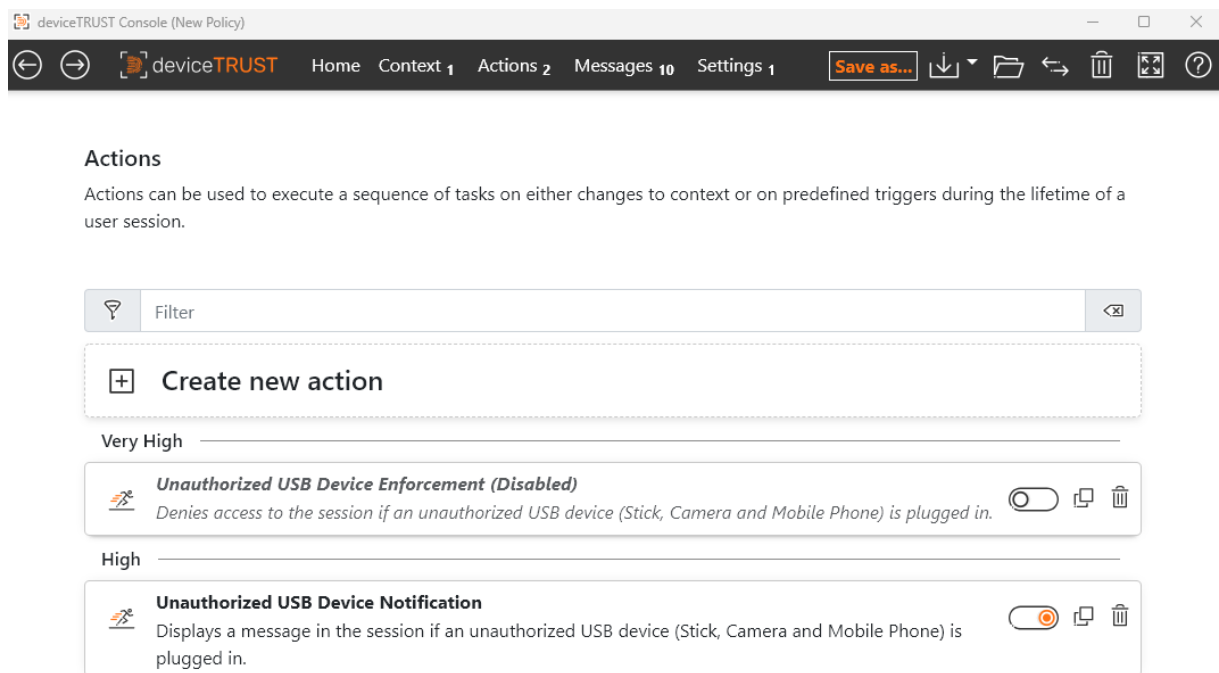 deviceTRUST Console (New Policy)
deviceTRUST Home Context 1 Actions 2 Messages 10 Settings 1 Save as...
Actions
Actions can be used to execute a sequence of tasks on either changes to context or on predefined triggers during the lifetime of a
user session.
Filter
Create new action
Very High
Unauthorized USB Device Enforcement (Disabled)
Denies access to the session if an unauthorized USB device (Stick, Camera and Mobile Phone) is plugged in.
High
Unauthorized USB Device Notification
Displays a message in the session if an unauthorized USB device (Stick, Camera and Mobile Phone) is
plugged in.